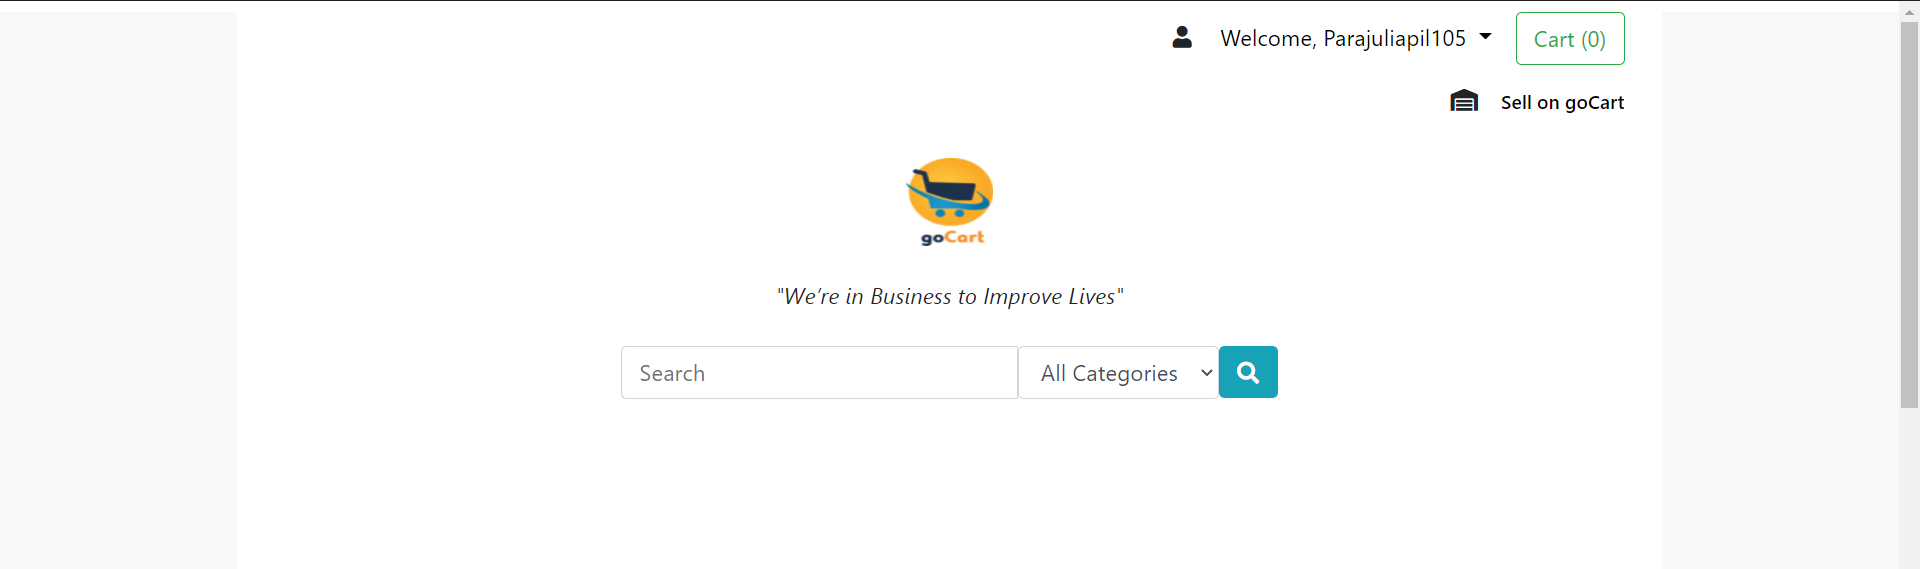 Welcome, Parajuliapil105
Cart (0)
Sell on goCart
goCart
"We're in Business to Improve Lives"
Search
All Categories